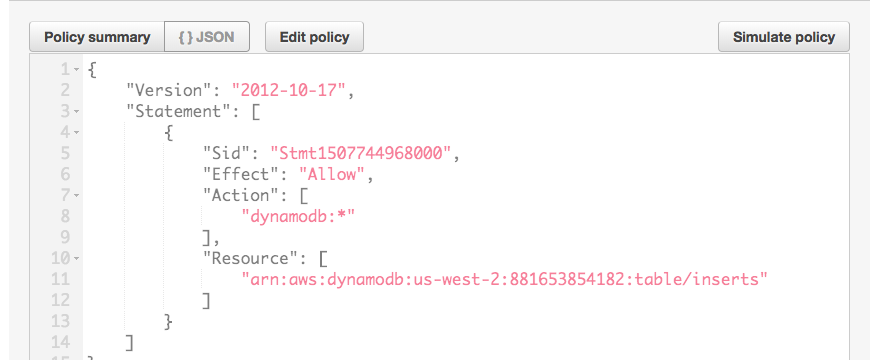 Policy summary { } JSON Edit policy Simulate policy
1 {
2 "Version": "2012-10-17",
3 "Statement": [
4 {
5 "Sid": "Stmt1507744968000",
6 "Effect": "Allow",
7 "Action": [
8 "dynamodb:*"
9 ],
10 "Resource": [
11 "arn:aws:dynamodb:us-west-2:881653854182:table/inserts"
12 ]
13 }
14 ]